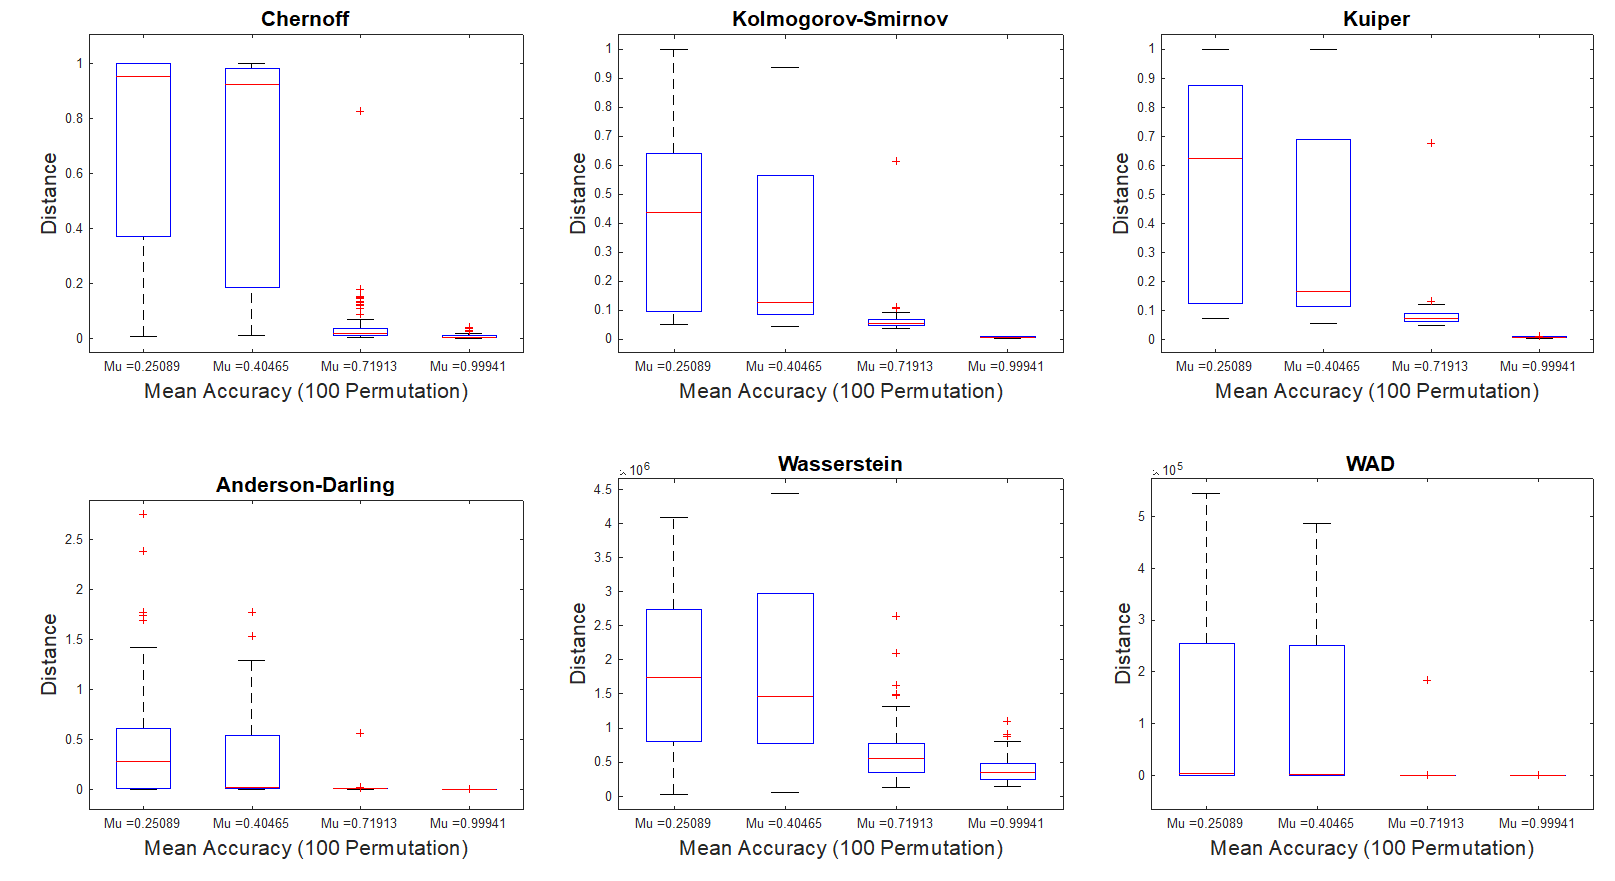 Chernoff
1
0.8
0.6
0.4
0.2
0
Distance
Mu =0.25089 Mu =0.40465 Mu =0.71913 Mu =0.99941
Mean Accuracy (100 Permutation)
Kolmogorov-Smirnov
1
0.9
0.8
0.7
0.6
0.5
0.4
0.3
0.2
0.1
0
Distance
Mu =0.25089 Mu =0.40465 Mu =0.71913 Mu =0.99941
Mean Accuracy (100 Permutation)
Kuiper
1
0.9
0.8
0.7
0.6
0.5
0.4
0.3
0.2
0.1
0
Distance
Mu =0.25089 Mu =0.40465 Mu =0.71913 Mu =0.99941
Mean Accuracy (100 Permutation)
Anderson-Darling
2.5
2
1.5
1
0.5
0
Distance
Mu =0.25089 Mu =0.40465 Mu =0.71913 Mu =0.99941
Mean Accuracy (100 Permutation)
Wasserstein
× 10^6
4.5
4
3.5
3
2.5
2
1.5
1
0.5
0
Distance
Mu =0.25089 Mu =0.40465 Mu =0.71913 Mu =0.99941
Mean Accuracy (100 Permutation)
WAD
× 10^5
5
4
3
2
1
0
Distance
Mu =0.25089 Mu =0.40465 Mu =0.71913 Mu =0.99941
Mean Accuracy (100 Permutation)